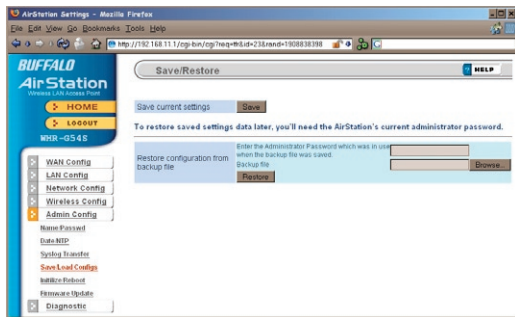 AirStation Settings - Mozilla Firefox
File Edit View Go Bookmarks Tools Help
http://192.168.11.1/cgi-bin/cgi?req=fr&id=23&rand=1908838398
BUFFALO
AirStation
Wireless LAN Access Point
HOME
LOGOUT
WHR-G54S
WAN Config
LAN Config
Network Config
Wireless Config
Admin Config
Name/Passwd
Date/NTP
Syslog Transfer
Save/Load Configs
Initilize/Reboot
Firmware Update
Diagnostic
Save/Restore
HELP
Save current settings
Save
To restore saved settings data later, you'll need the AirStation's current administrator password.
Restore configuration from
backup file
Enter the Administrator Password which was in use
when the backup file was saved.
Backup file
Browse...
Restore